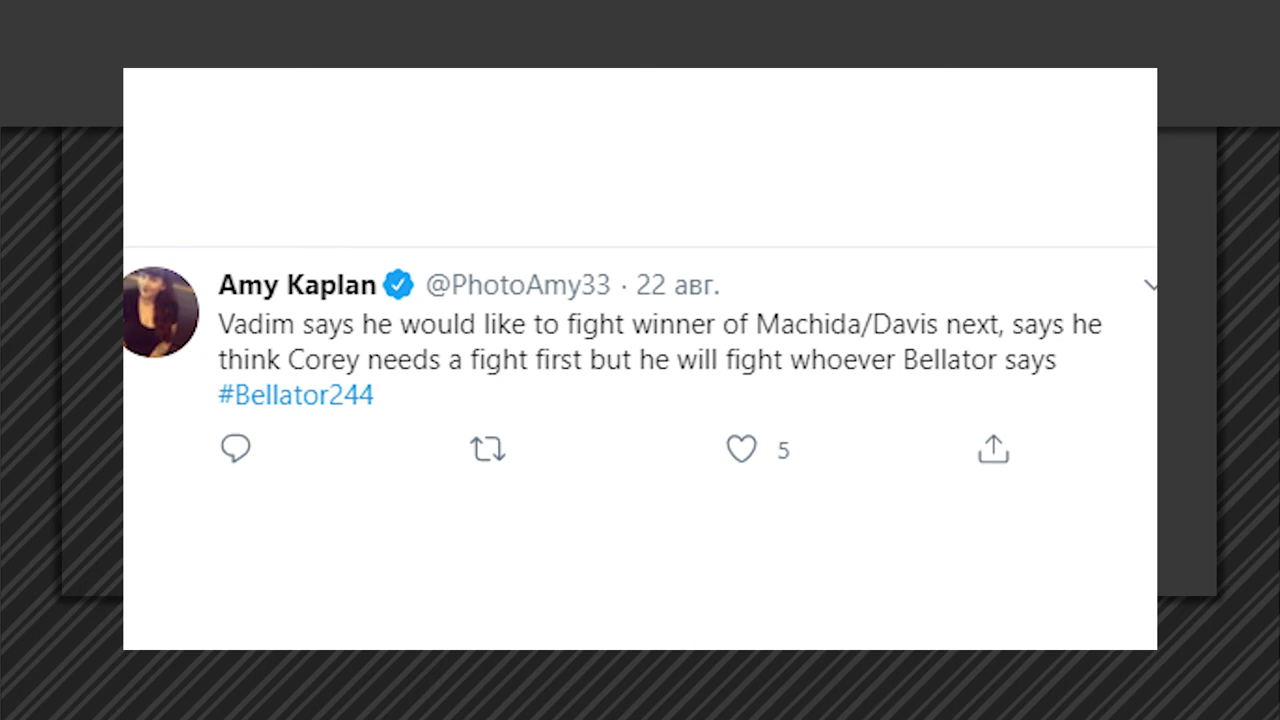 Amy Kaplan @PhotoAmy33 · 22 авг.
Vadim says he would like to fight winner of Machida/Davis next, says he
think Corey needs a fight first but he will fight whoever Bellator says
#Bellator244
5